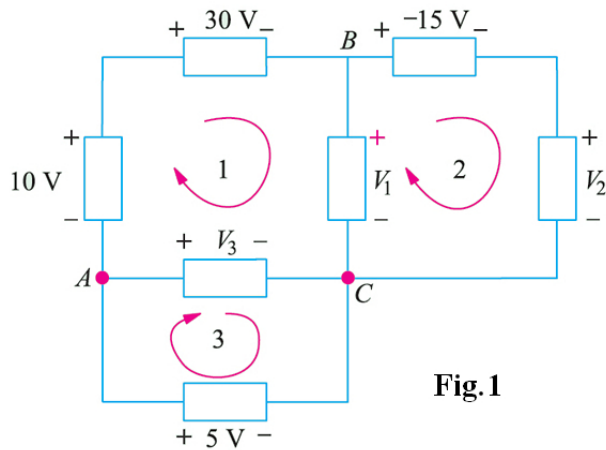 + 30 V − B + −15 V −
+ + +
10 V 1 V₁ 2 V₂
− − −
+ V₃ −
A C
3
Fig.1
+ 5 V −